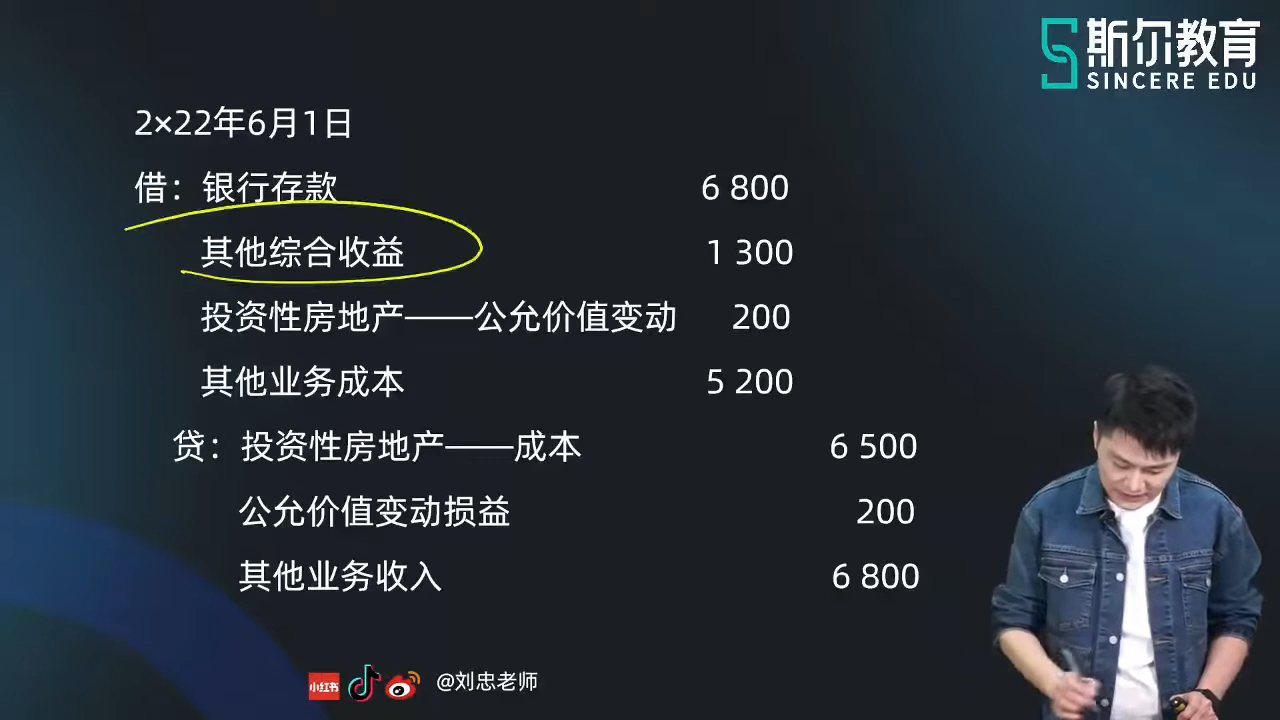 斯尔教育
SINCERE EDU
2×22年6月1日
借：银行存款 6 800
其他综合收益 1 300
投资性房地产——公允价值变动 200
其他业务成本 5 200
贷：投资性房地产——成本 6 500
公允价值变动损益 200
其他业务收入 6 800
小红书 @刘忠老师